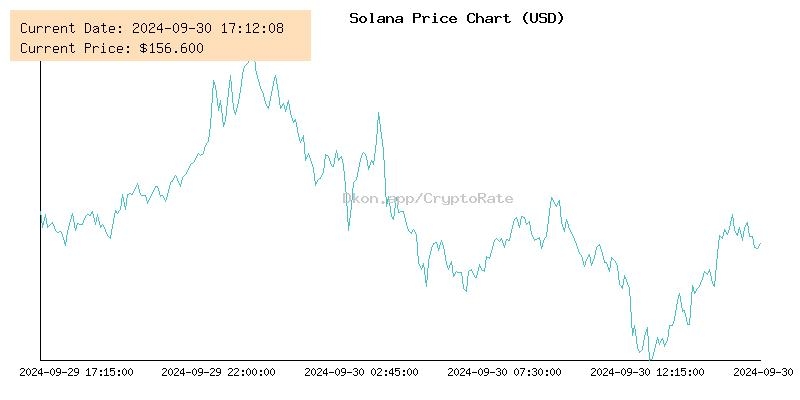 Solana Price Chart (USD)
Current Date: 2024-09-30 17:12:08
Current Price: $156.600
Dkon.app/CryptoRate
2024-09-29 17:15:00 2024-09-29 22:00:00 2024-09-30 02:45:00 2024-09-30 07:30:00 2024-09-30 12:15:00 2024-09-30